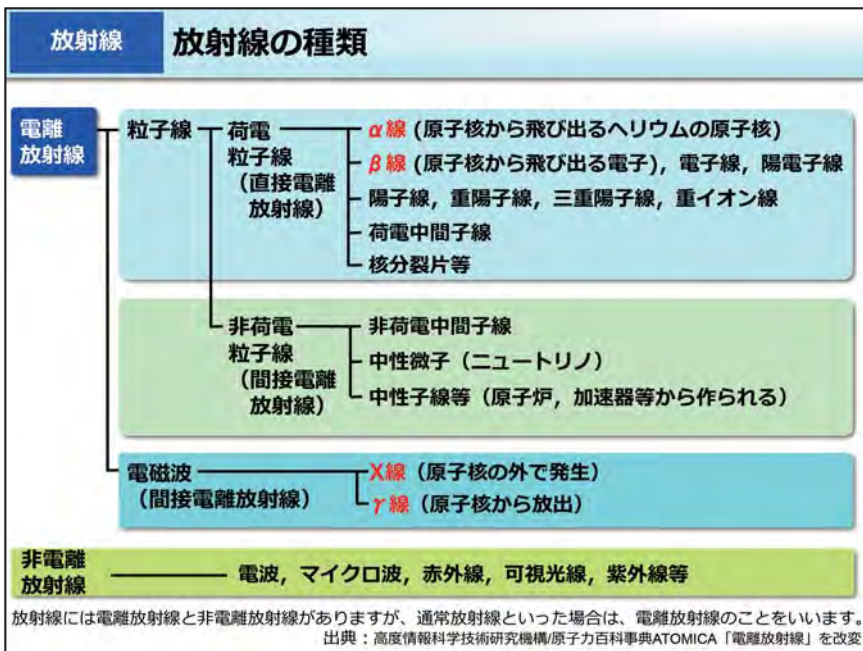 放射線
放射線の種類
電離
放射線
粒子線
荷電
粒子線
(直接電離
放射線)
α線 (原子核から飛び出るヘリウムの原子核)
β線 (原子核から飛び出る電子), 電子線, 陽電子線
陽子線, 重陽子線, 三重陽子線, 重イオン線
荷電中間子線
核分裂片等
非荷電
粒子線
(間接電離
放射線)
非荷電中間子線
中性微子 (ニュートリノ)
中性子線等 (原子炉, 加速器等から作られる)
電磁波
(間接電離放射線)
X線 (原子核の外で発生)
γ線 (原子核から放出)
非電離
放射線
電波, マイクロ波, 赤外線, 可視光線, 紫外線等
放射線には電離放射線と非電離放射線がありますが、通常放射線といった場合は、電離放射線のことをいいます。
出典：高度情報科学技術研究機構/原子力百科事典ATOMICA「電離放射線」を改変